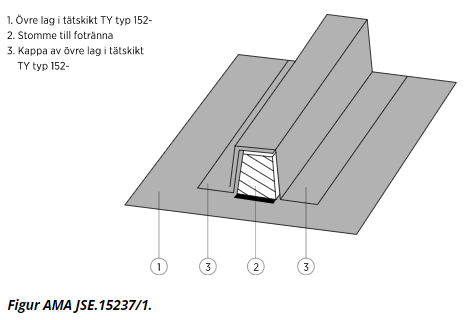 1. Övre lag i tätskikt TY typ 152-
2. Stomme till fotränna
3. Kappa av övre lag i tätskikt
TY typ 152-
1
3
2
3
Figur AMA JSE.15237/1.